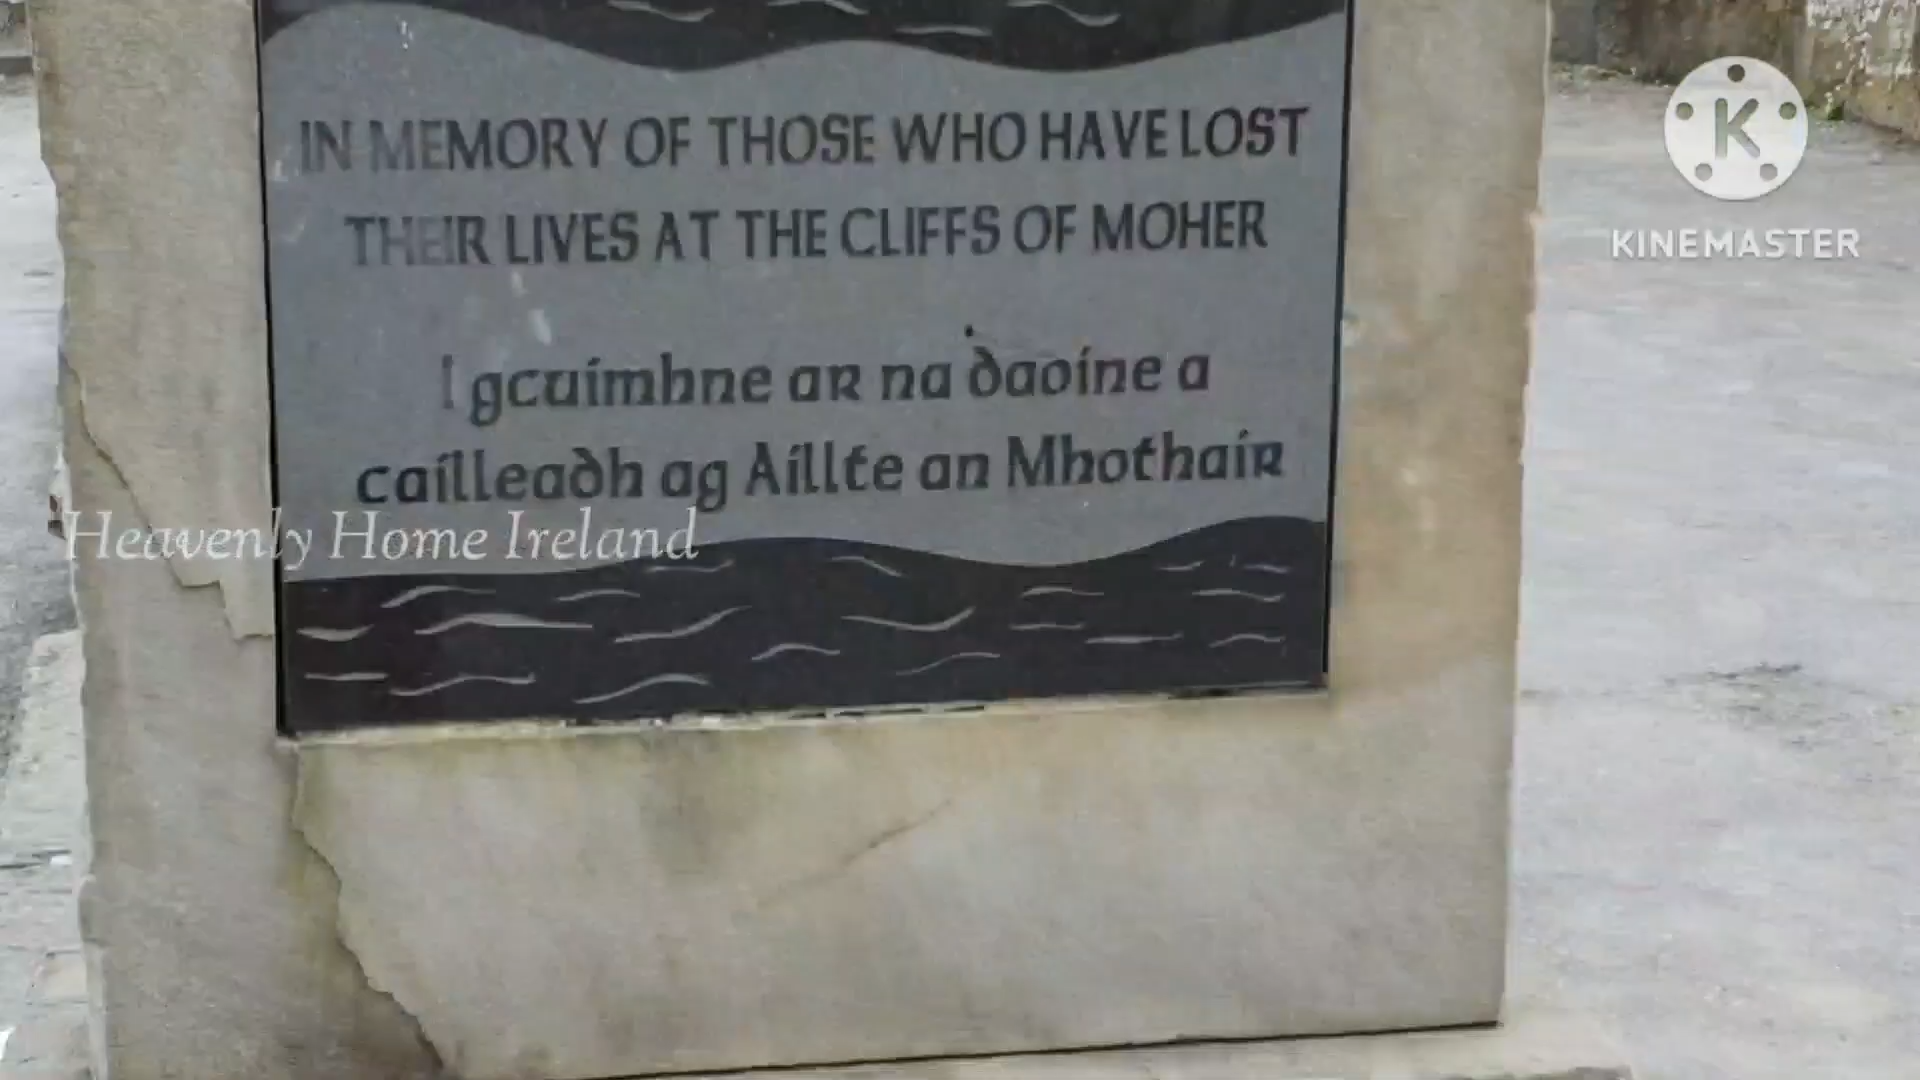 IN MEMORY OF THOSE WHO HAVE LOST
THEIR LIVES AT THE CLIFFS OF MOHER
I gcuimhne ar na ḋaoine a
cailleadh ag Aillte an Mhothair
Heavenly Home Ireland
K
KINEMASTER